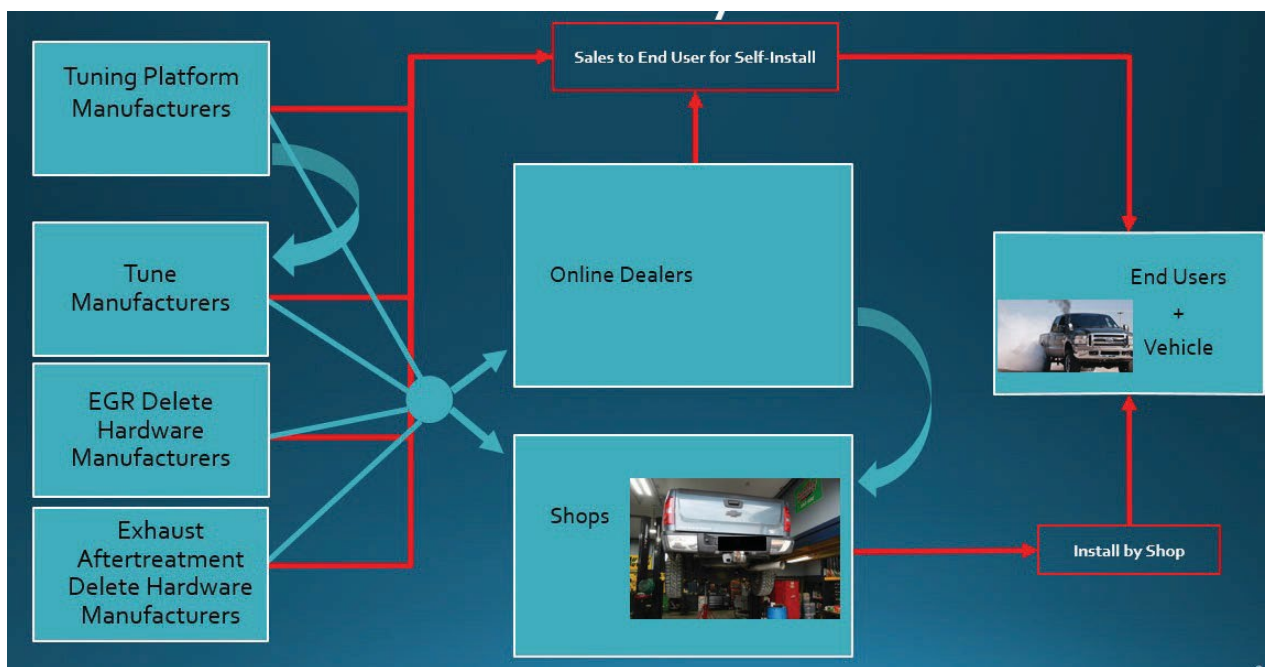 Tuning Platform
Manufacturers
Sales to End User for Self-Install
Tune
Manufacturers
Online Dealers
End Users
+
Vehicle
EGR Delete
Hardware
Manufacturers
Shops
Exhaust
Aftertreatment
Delete Hardware
Manufacturers
Install by Shop